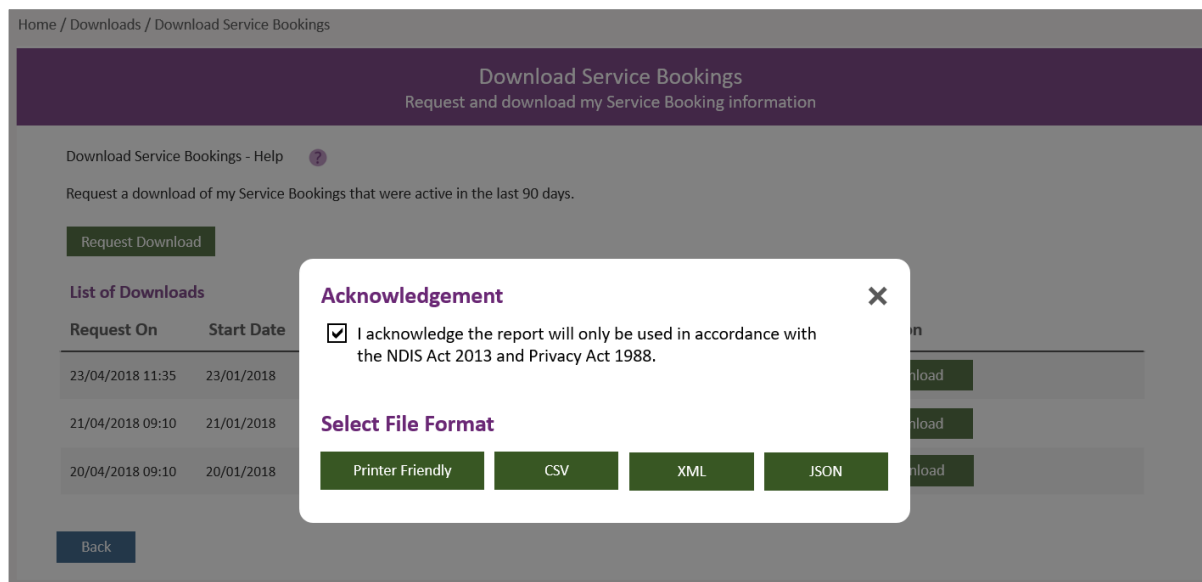 Home / Downloads / Download Service Bookings
Download Service Bookings
Request and download my Service Booking information
Download Service Bookings - Help ?
Request a download of my Service Bookings that were active in the last 90 days.
Request Download
List of Downloads
Acknowledgement
Request On Start Date
I acknowledge the report will only be used in accordance with
the NDIS Act 2013 and Privacy Act 1988.
23/04/2018 11:35 23/01/2018
21/04/2018 09:10 21/01/2018
Select File Format
20/04/2018 09:10 20/01/2018
Printer Friendly CSV XML JSON
Back